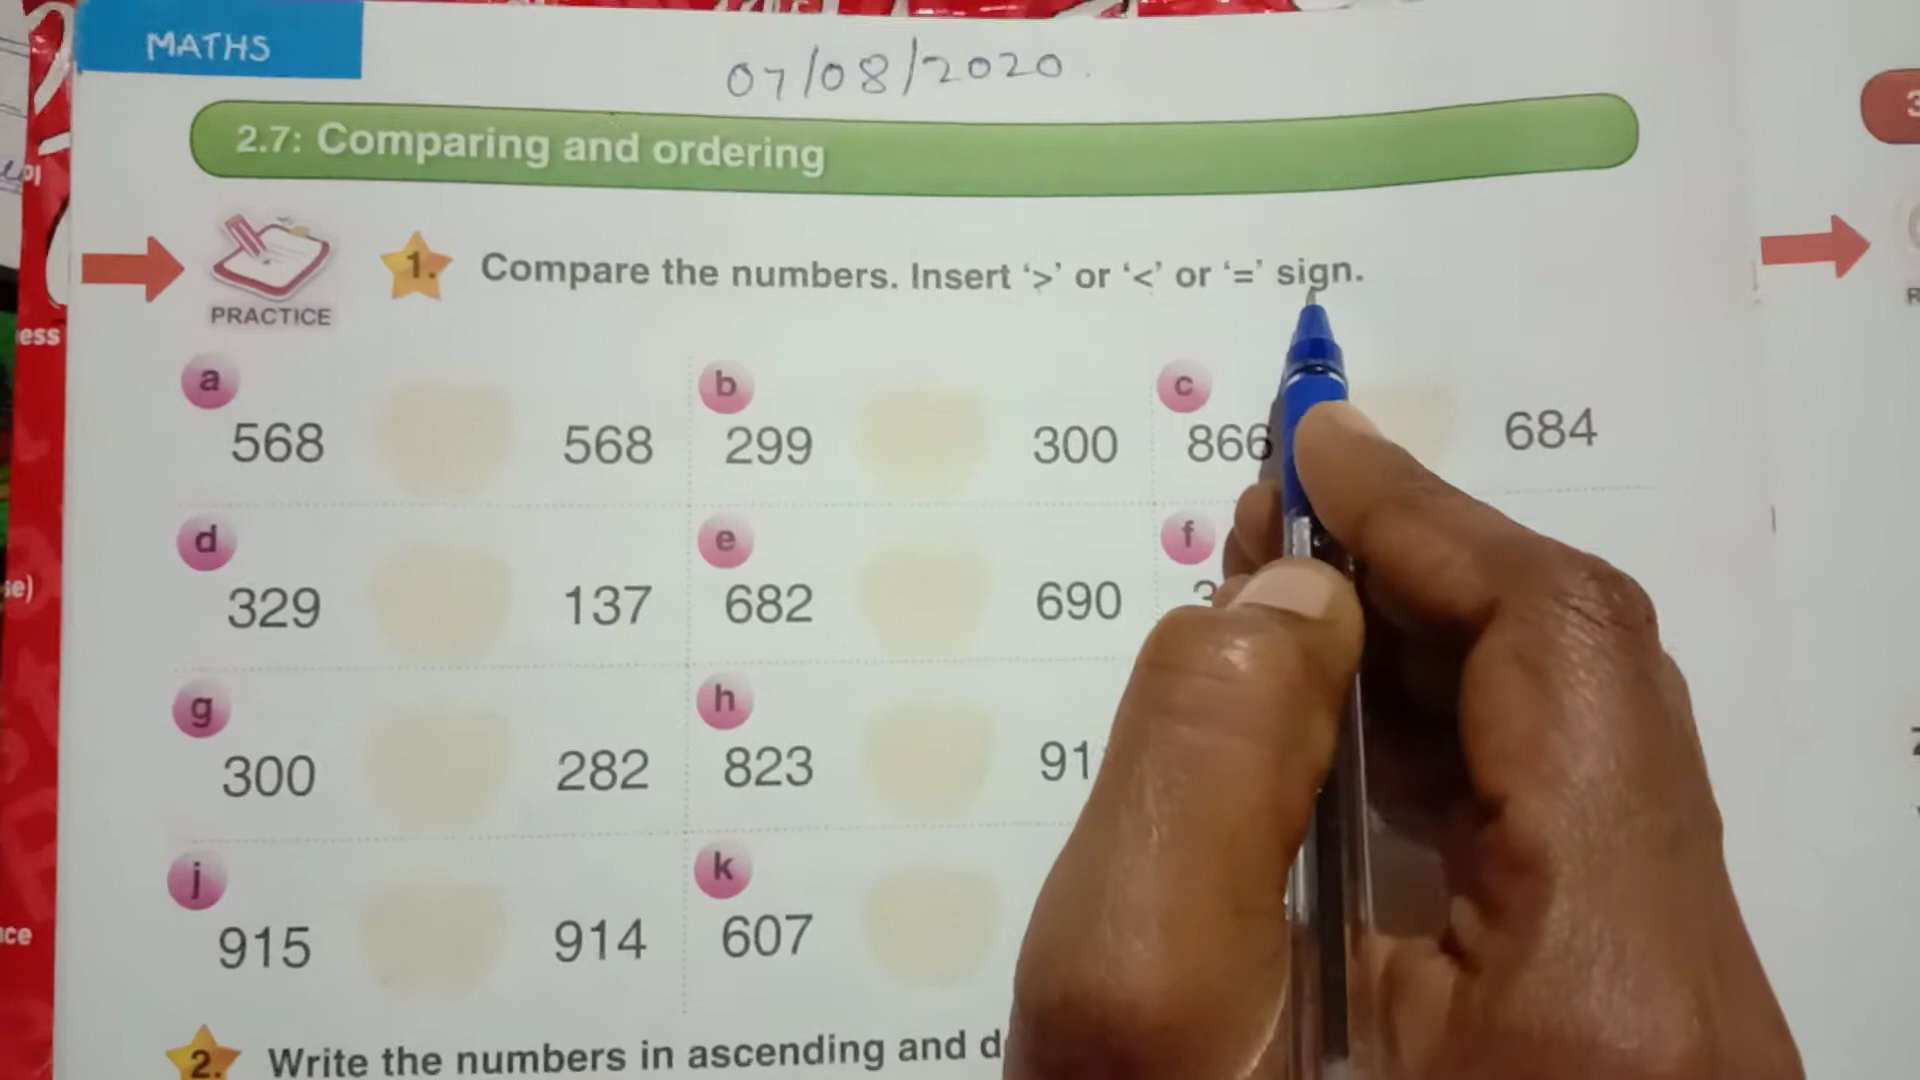 MATHS
07/08/2020.
2.7: Comparing and ordering
PRACTICE
1. Compare the numbers. Insert ‘>’ or ‘<’ or ‘=’ sign.
a b c
568 568 299 300 866 684
d e f
329 137 682 690
g h
300 282 823 91
j k
915 914 607
2. Write the numbers in ascending and